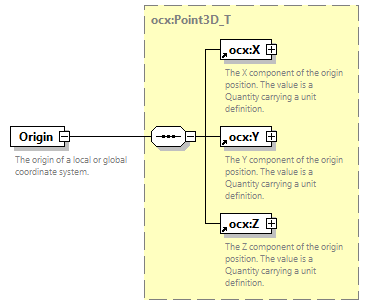 ocx:Point3D_T
ocx:X
The X component of the origin
position. The value is a
Quantity carrying a unit
definition.
Origin
The origin of a local or global
coordinate system.
ocx:Y
The Y component of the origin
position. The value is a
Quantity carrying a unit
definition.
ocx:Z
The Z component of the origin
position. The value is a
Quantity carrying a unit
definition.